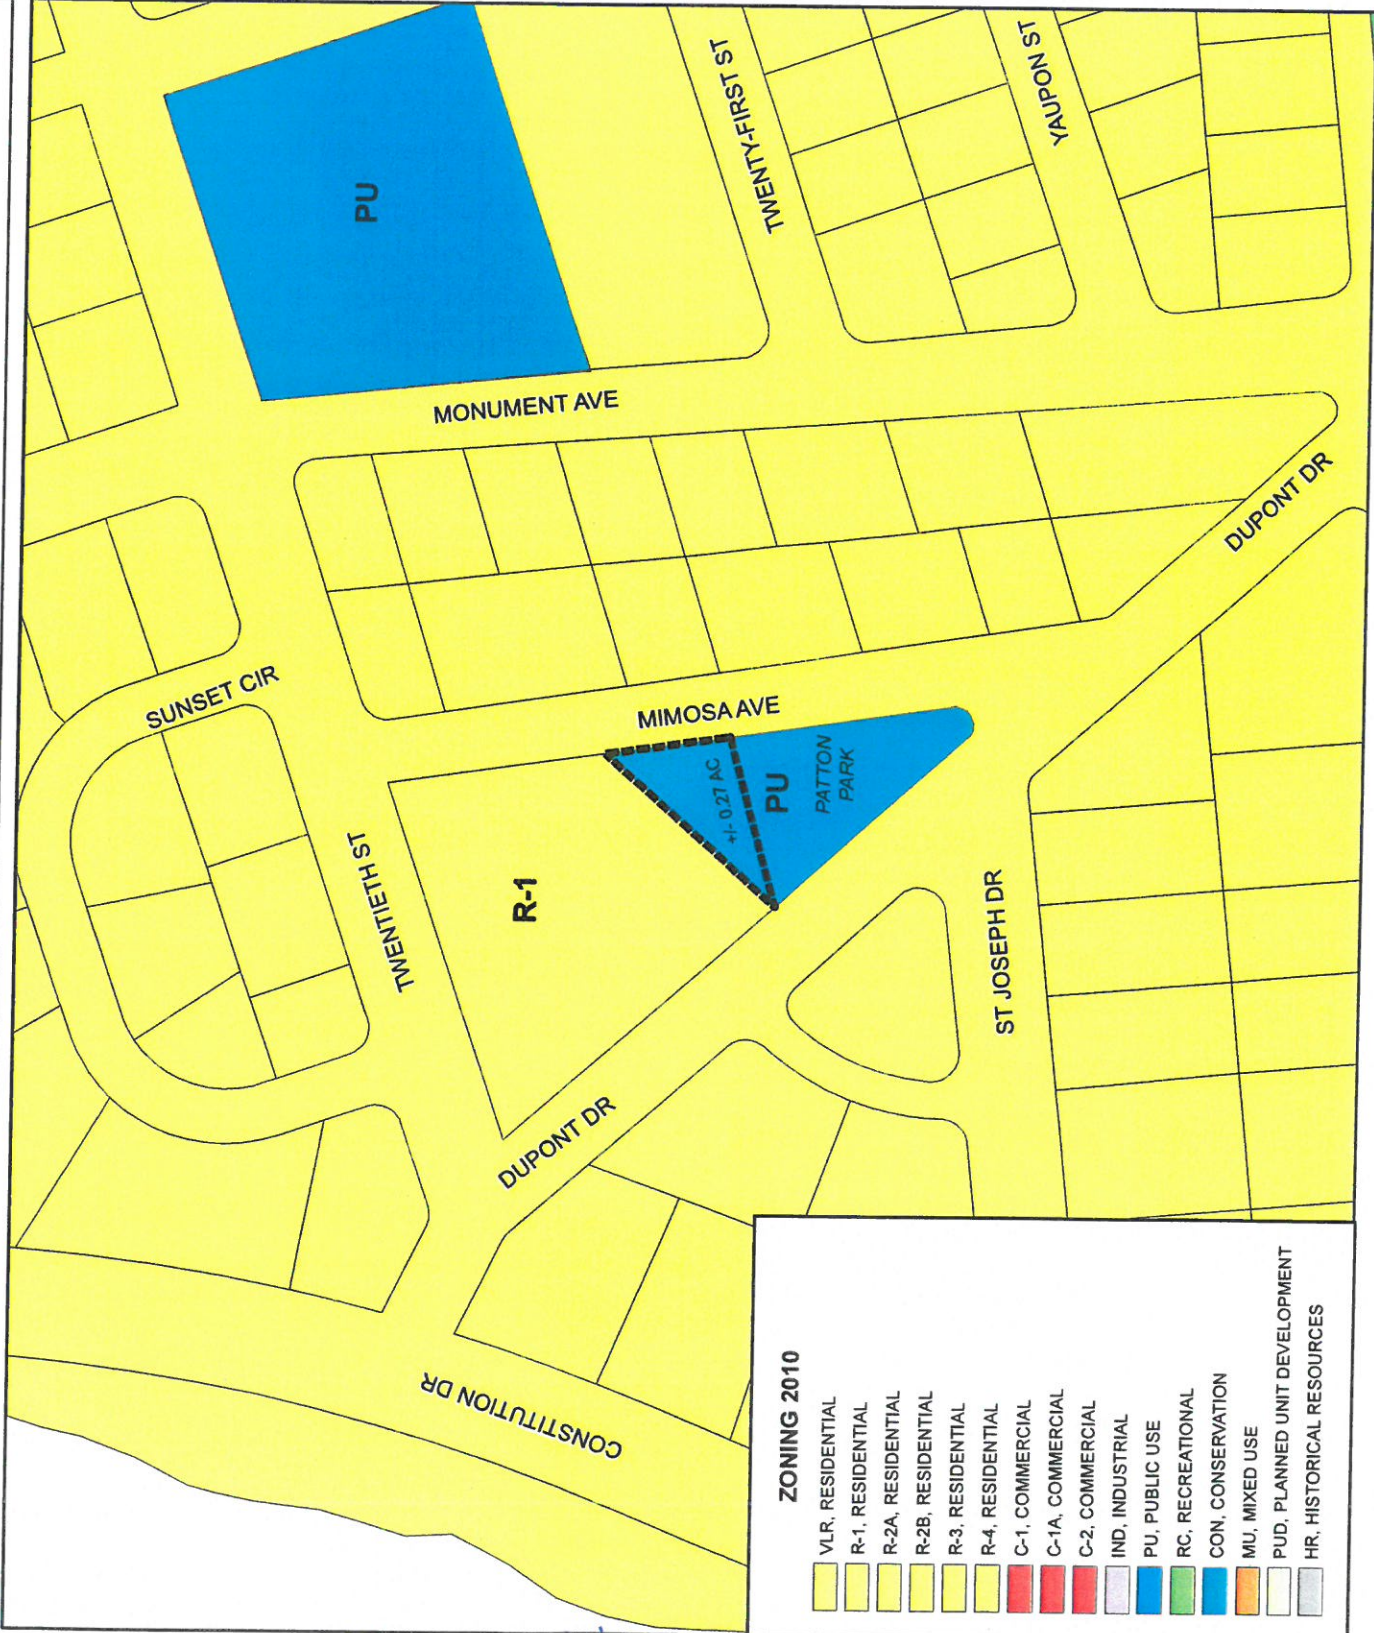 SUNSET CIR
TWENTIETH ST
MONUMENT AVE
PU
TWENTY-FIRST ST
YAUPON ST
CONSTITUTION DR
DUPONT DR
R-1
MIMOSA AVE
+/- 0.27 AC
PU
PATTON
PARK
ST JOSEPH DR
DUPONT DR
ZONING 2010
VLR, RESIDENTIAL
R-1, RESIDENTIAL
R-2A, RESIDENTIAL
R-2B, RESIDENTIAL
R-3, RESIDENTIAL
R-4, RESIDENTIAL
C-1, COMMERCIAL
C-1A, COMMERCIAL
C-2, COMMERCIAL
IND, INDUSTRIAL
PU, PUBLIC USE
RC, RECREATIONAL
CON, CONSERVATION
MU, MIXED USE
PUD, PLANNED UNIT DEVELOPMENT
HR, HISTORICAL RESOURCES